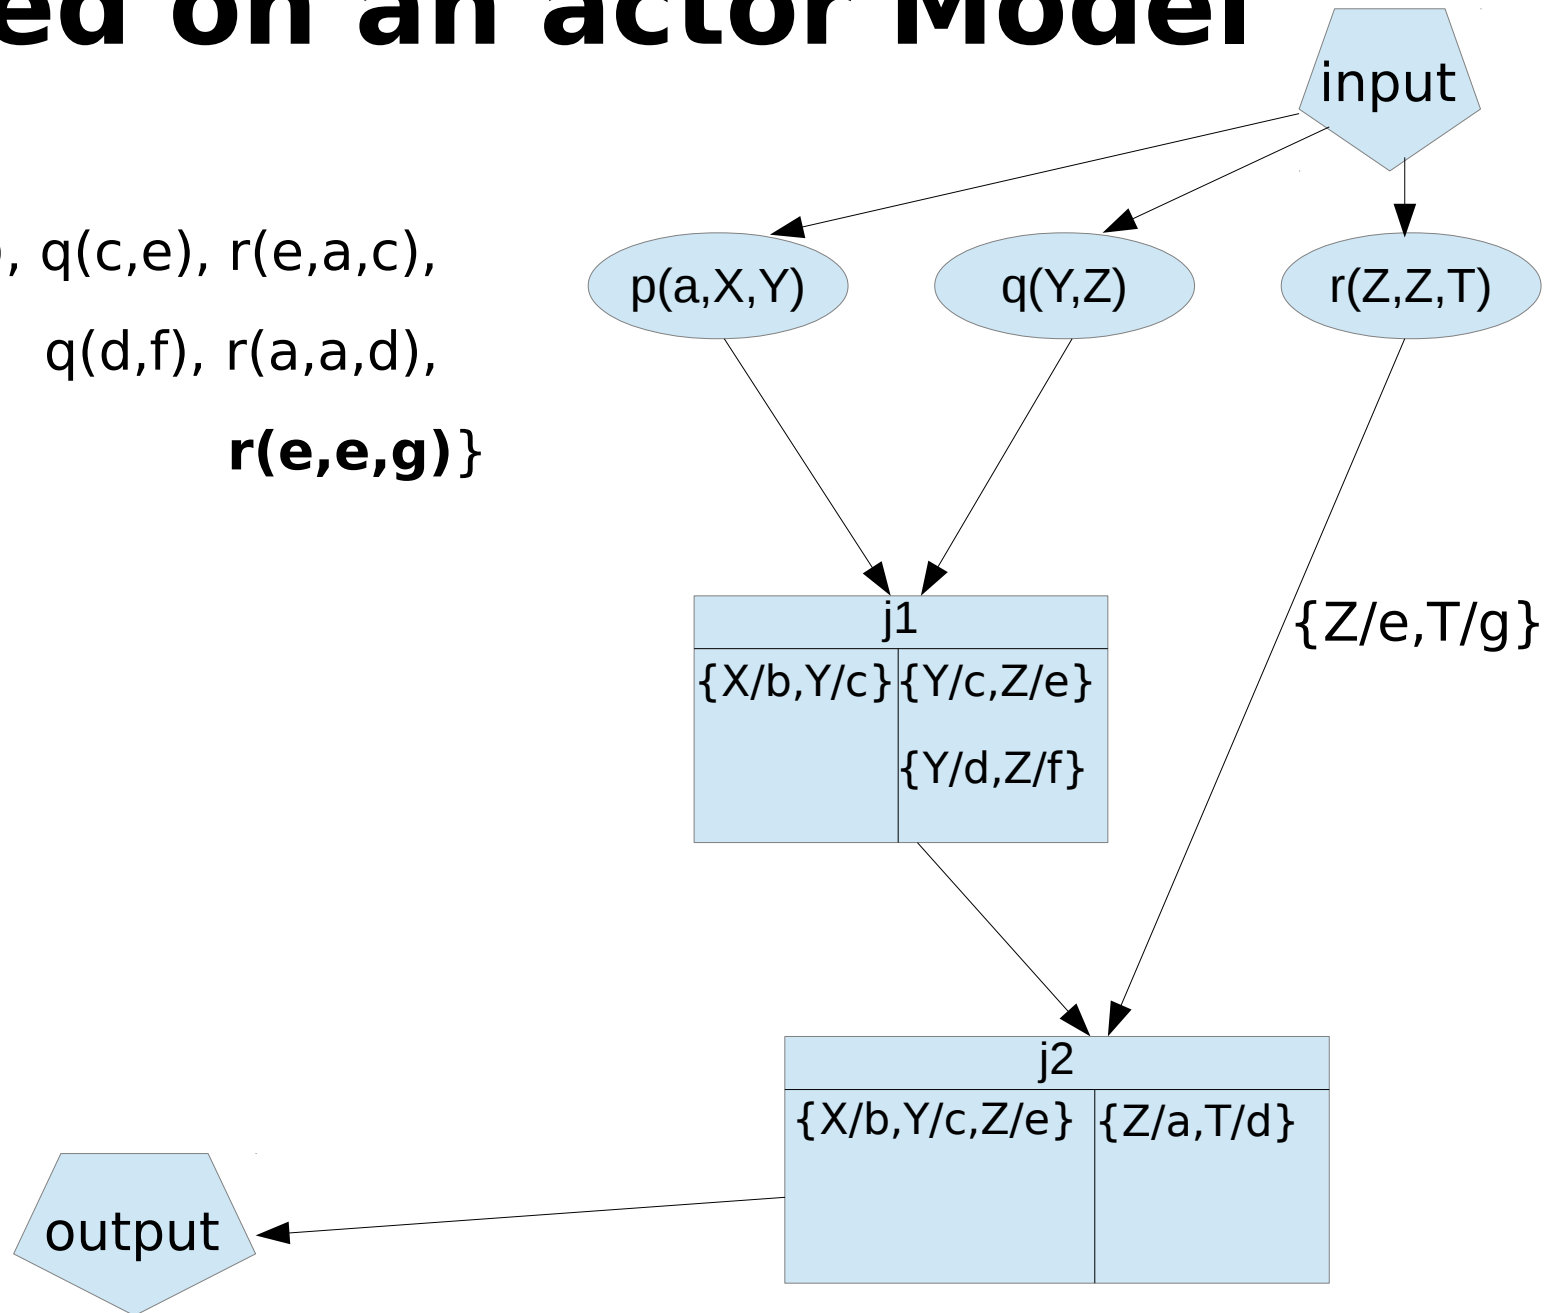 ed on an actor Model
input
), q(c,e), r(e,a,c),
p(a,X,Y)
q(Y,Z)
r(Z,Z,T)
q(d,f), r(a,a,d),
r(e,e,g)}
j1
{Z/e,T/g}
{X/b,Y/c}
{Y/c,Z/e}
{Y/d,Z/f}
j2
{X/b,Y/c,Z/e}
{Z/a,T/d}
output